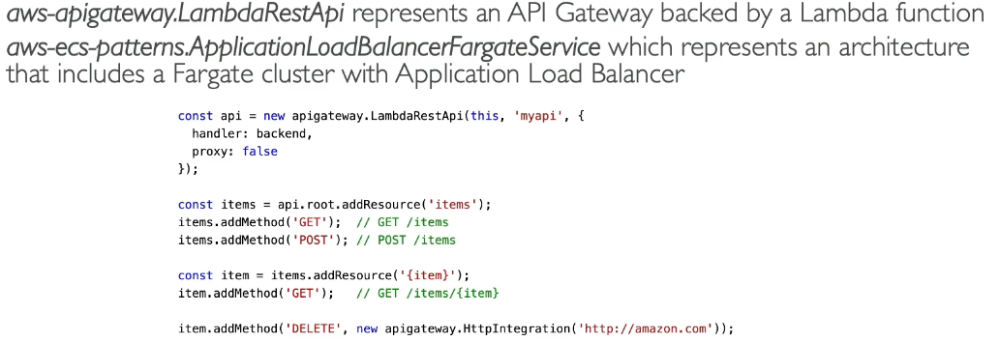 aws-apigateway.LambdaRestApi represents an API Gateway backed by a Lambda function
aws-ecs-patterns.ApplicationLoadBalancerFargateService which represents an architecture
that includes a Fargate cluster with Application Load Balancer
const api = new apigateway.LambdaRestApi(this, 'myapi', {
  handler: backend,
  proxy: false
});
const items = api.root.addResource('items');
items.addMethod('GET');  // GET /items
items.addMethod('POST'); // POST /items
const item = items.addResource('{item}');
item.addMethod('GET');   // GET /items/{item}
item.addMethod('DELETE', new apigateway.HttpIntegration('http://amazon.com'));